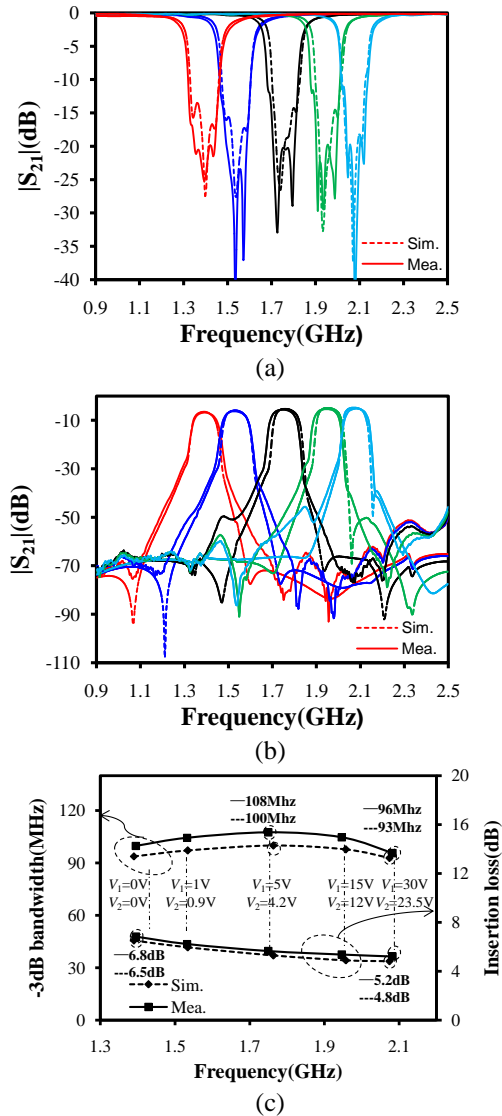 0
-5
-10
-15
-20
-25
-30
-35
-40
|S21|(dB)
Sim.
Mea.
0.9 1.1 1.3 1.5 1.7 1.9 2.1 2.3 2.5
Frequency(GHz)
(a)
-10
-30
-50
-70
-90
-110
|S21|(dB)
Sim.
Mea.
0.9 1.1 1.3 1.5 1.7 1.9 2.1 2.3 2.5
Frequency(GHz)
(b)
120
90
60
30
0
-3dB bandwidth(MHz)
20
16
12
8
4
0
Insertion loss(dB)
108Mhz
100Mhz
96Mhz
93Mhz
V1=0V V1=1V V1=5V V1=15V V1=30V
V2=0V V2=0.9V V2=4.2V V2=12V V2=23.5V
6.8dB
6.5dB
5.2dB
4.8dB
Sim.
Mea.
1.3 1.5 1.7 1.9 2.1
Frequency(GHz)
(c)